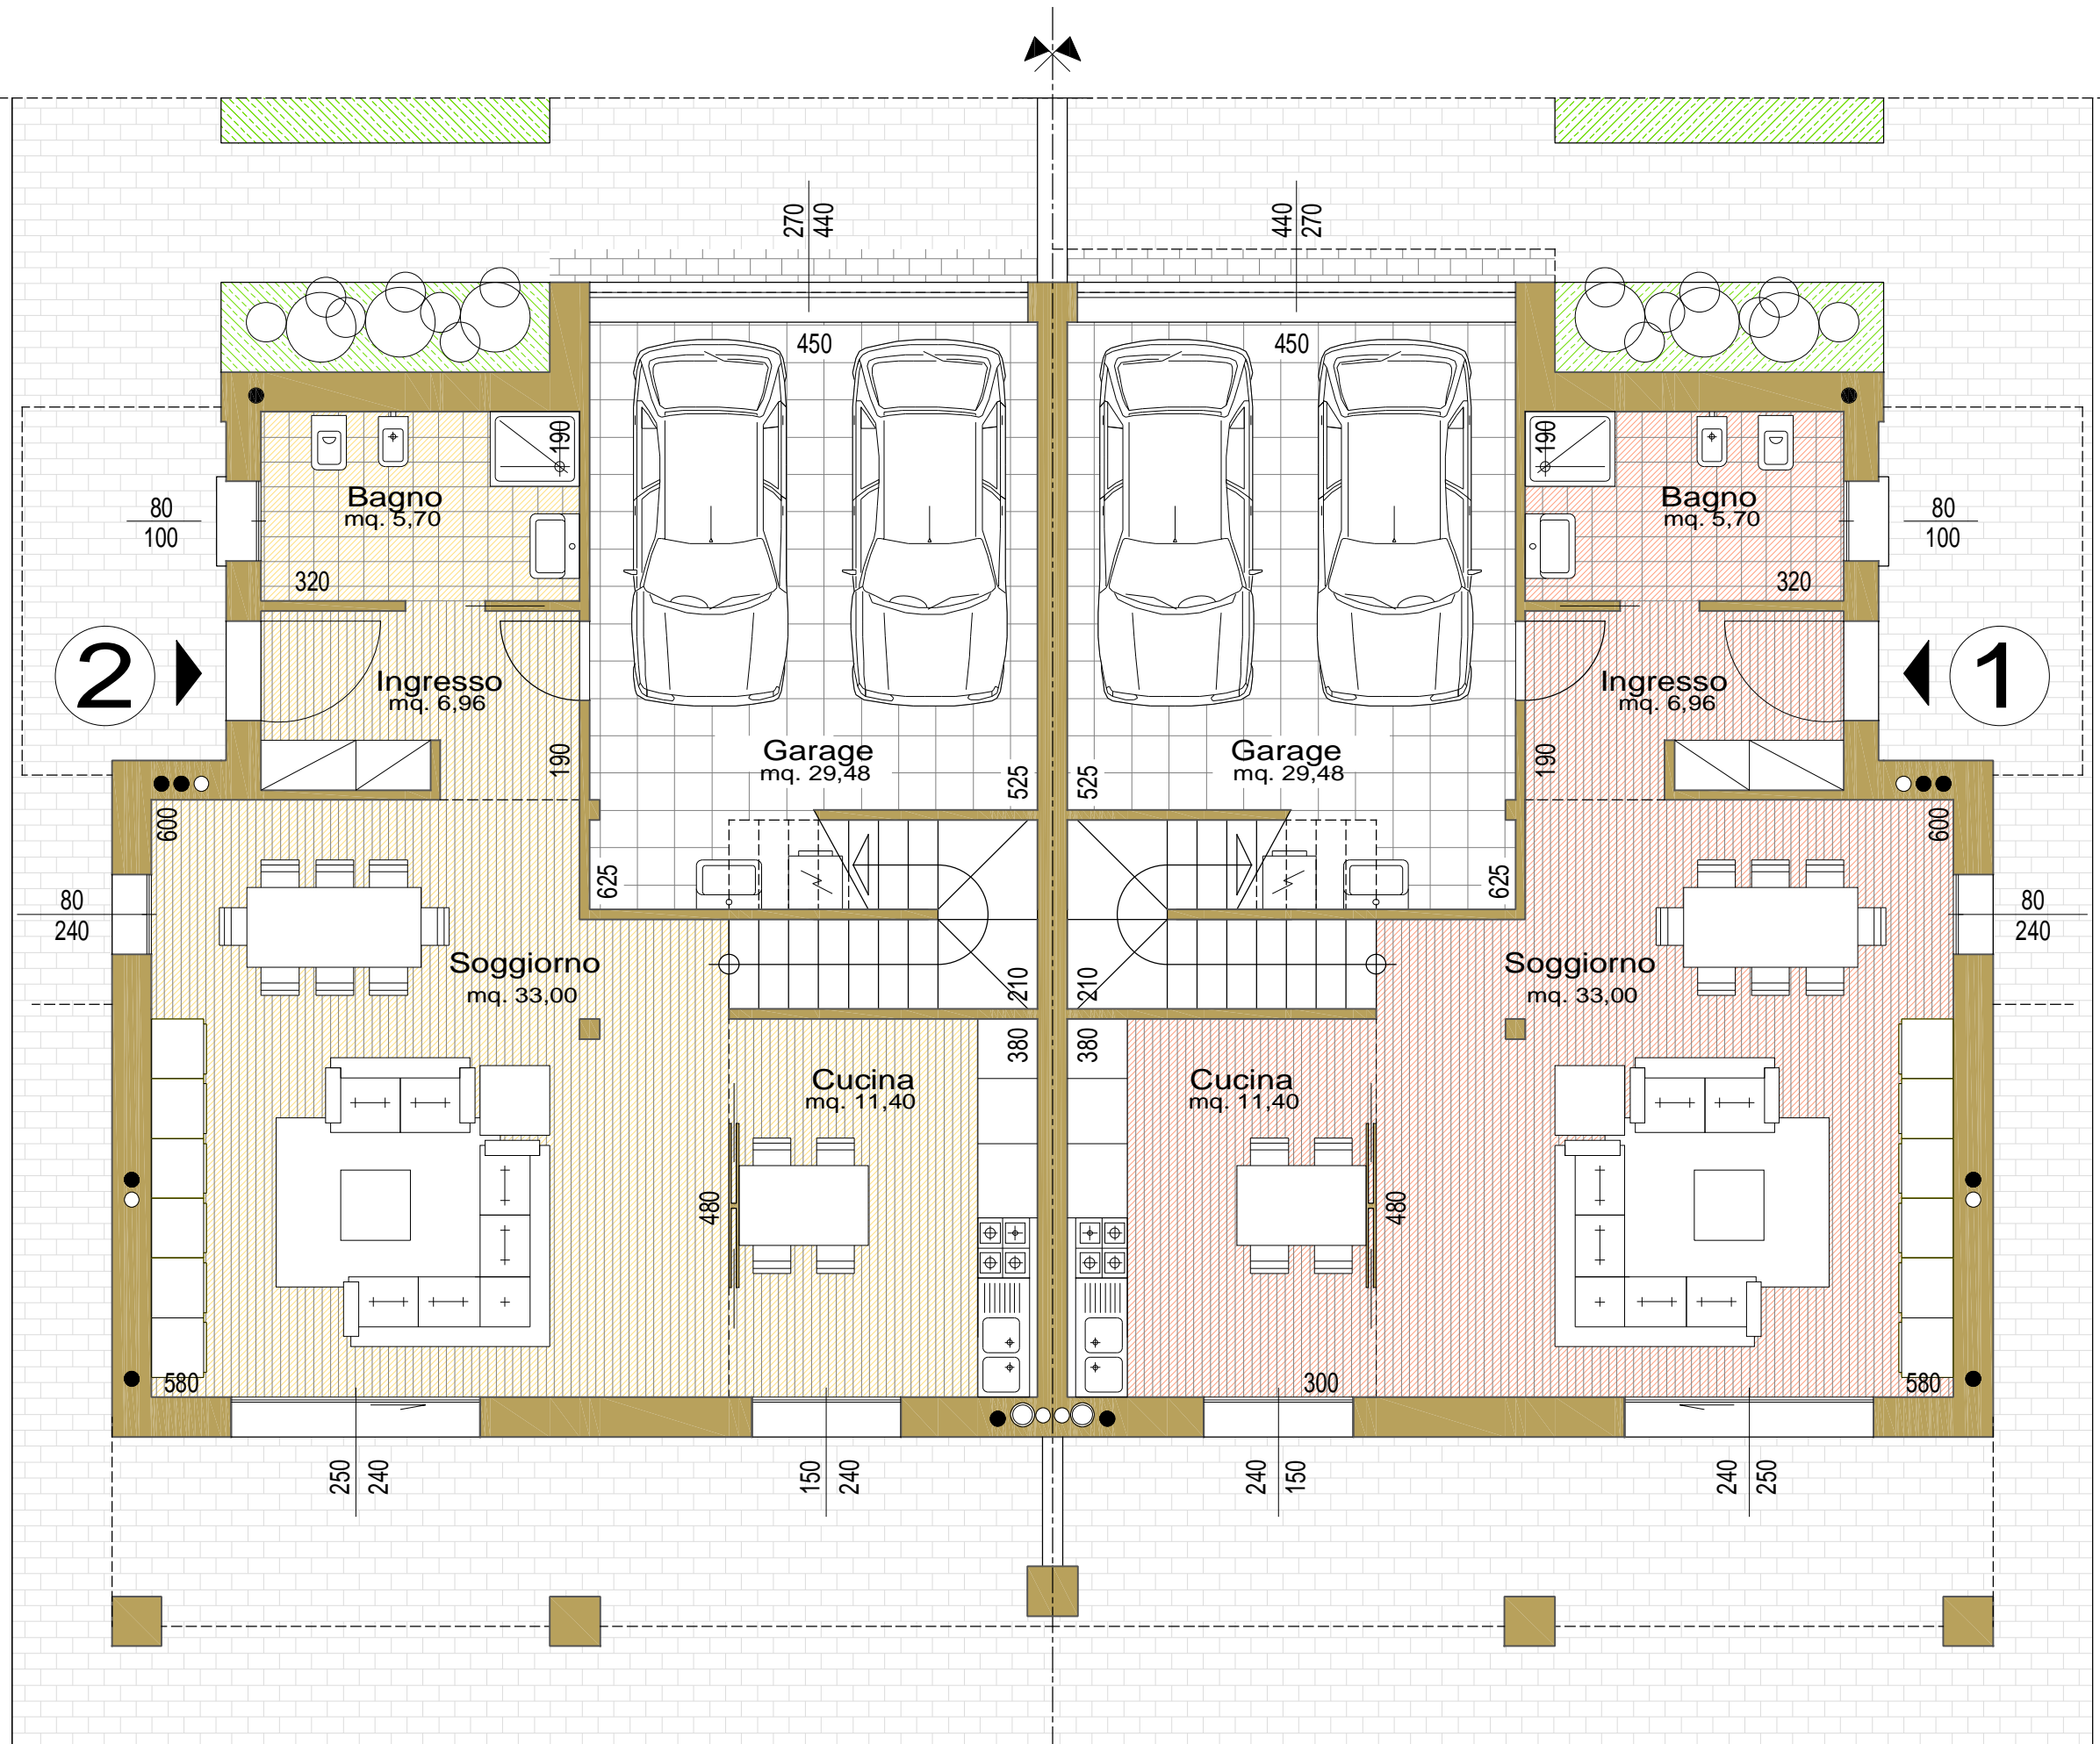 270
440
440
270
450
450
190
190
Bagno
mq. 5,70
Bagno
mq. 5,70
80
100
80
100
320
320
2
1
Ingresso
mq. 6,96
Ingresso
mq. 6,96
190
190
Garage
mq. 29,48
Garage
mq. 29,48
525
525
600
600
625
625
80
240
80
240
Soggiorno
mq. 33,00
Soggiorno
mq. 33,00
210
210
380
380
Cucina
mq. 11,40
Cucina
mq. 11,40
480
480
580
300
580
250
240
150
240
240
150
240
250